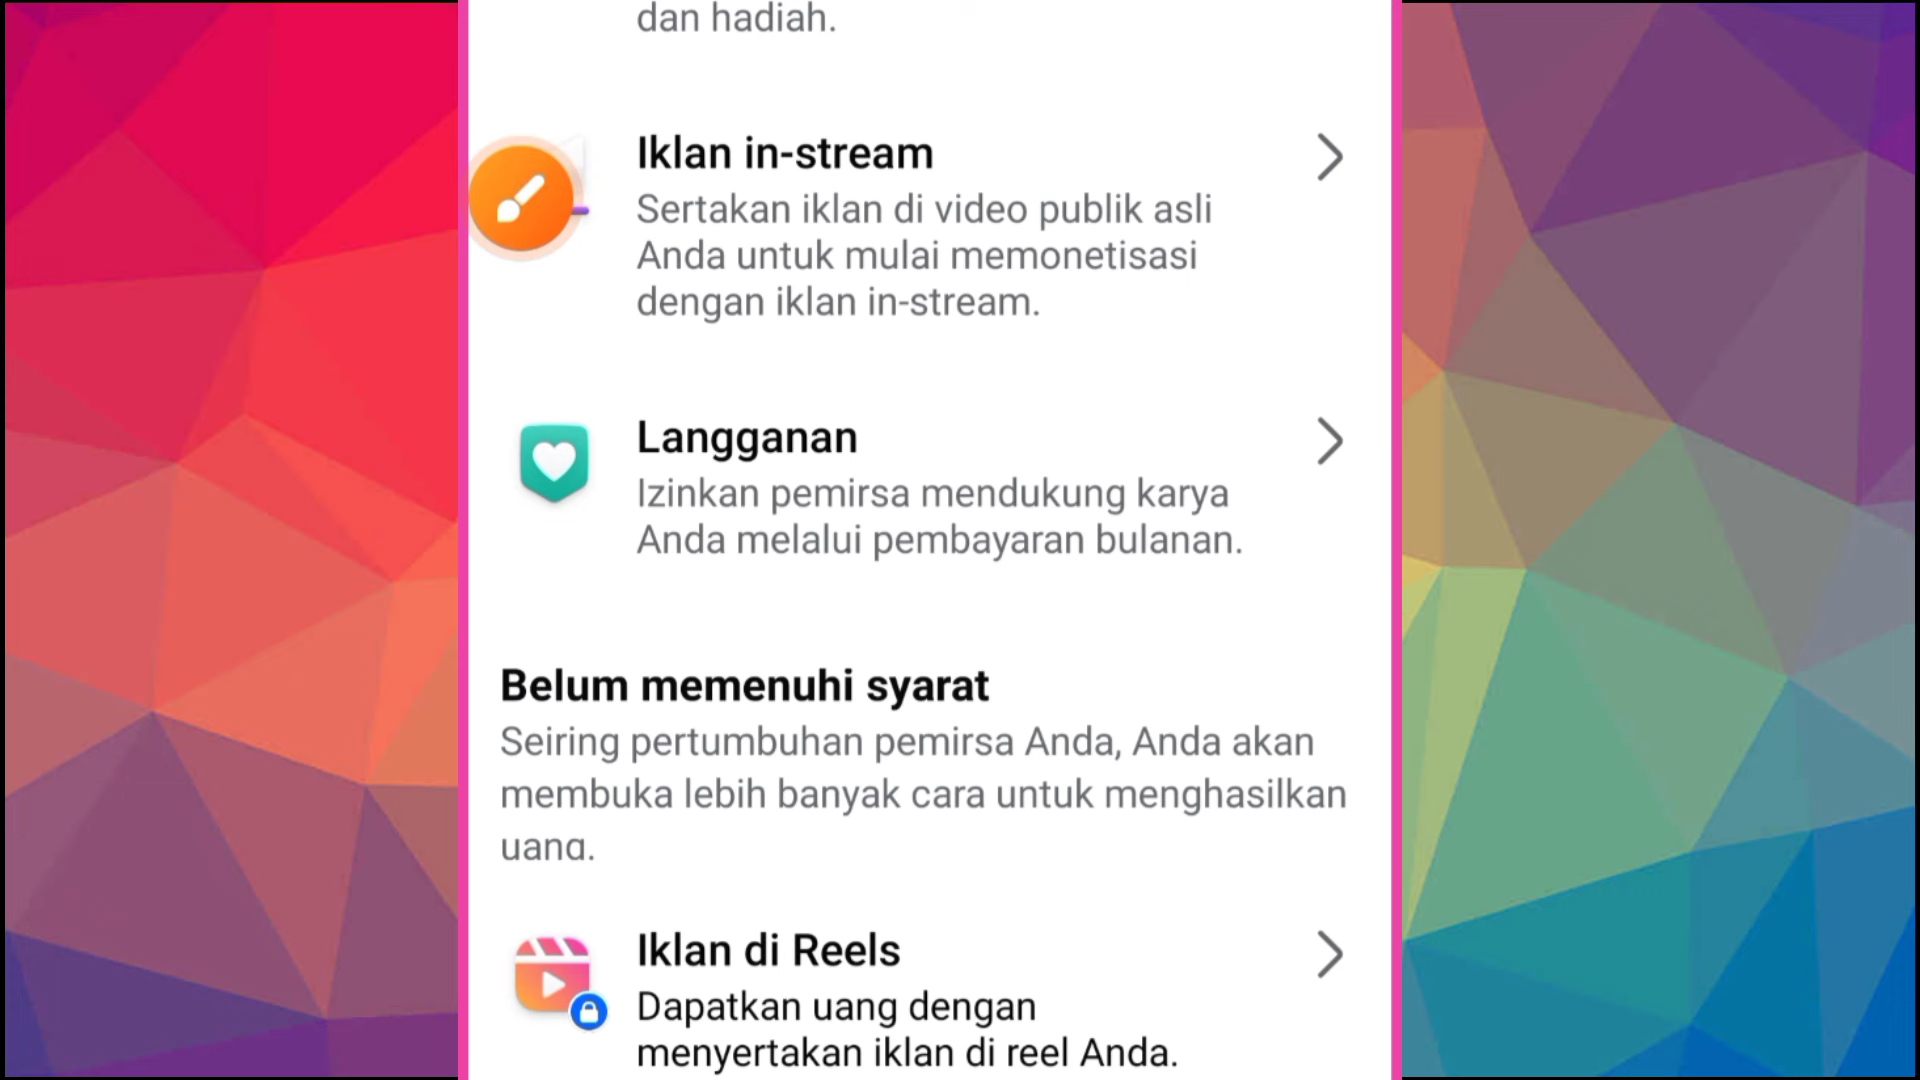 dan hadiah.
Iklan in-stream
Sertakan iklan di video publik asli
Anda untuk mulai memonetisasi
dengan iklan in-stream.
Langganan
Izinkan pemirsa mendukung karya
Anda melalui pembayaran bulanan.
Belum memenuhi syarat
Seiring pertumbuhan pemirsa Anda, Anda akan
membuka lebih banyak cara untuk menghasilkan
uang.
Iklan di Reels
Dapatkan uang dengan
menyertakan iklan di reel Anda.